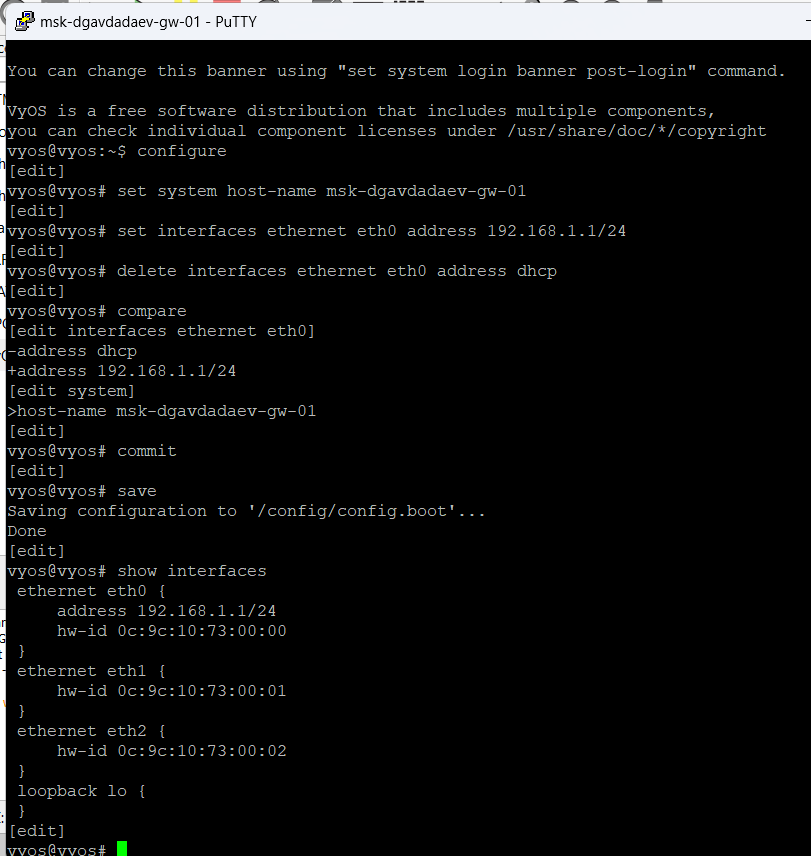 msk-dgavdadaev-gw-01 - PuTTY
You can change this banner using "set system login banner post-login" command.
VyOS is a free software distribution that includes multiple components,
you can check individual component licenses under /usr/share/doc/*/copyright
vyos@vyos:~$ configure
[edit]
vyos@vyos# set system host-name msk-dgavdadaev-gw-01
[edit]
vyos@vyos# set interfaces ethernet eth0 address 192.168.1.1/24
[edit]
vyos@vyos# delete interfaces ethernet eth0 address dhcp
[edit]
vyos@vyos# compare
[edit interfaces ethernet eth0]
-address dhcp
+address 192.168.1.1/24
[edit system]
>host-name msk-dgavdadaev-gw-01
[edit]
vyos@vyos# commit
[edit]
vyos@vyos# save
Saving configuration to '/config/config.boot'...
Done
[edit]
vyos@vyos# show interfaces
 ethernet eth0 {
     address 192.168.1.1/24
     hw-id 0c:9c:10:73:00:00
 }
 ethernet eth1 {
     hw-id 0c:9c:10:73:00:01
 }
 ethernet eth2 {
     hw-id 0c:9c:10:73:00:02
 }
 loopback lo {
 }
[edit]
vyos@vyos#